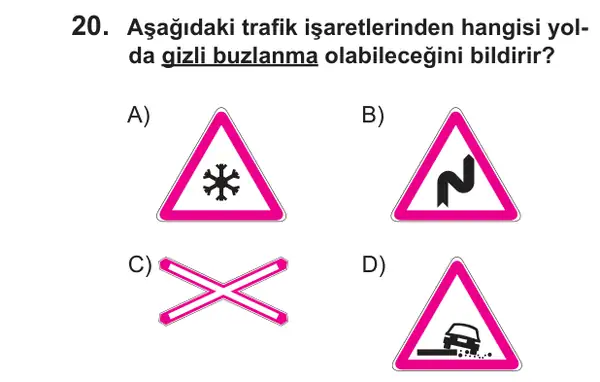 20. Aşağıdaki trafik işaretlerinden hangisi yol-
da gizli buzlanma olabileceğini bildirir?
A)
B)
C)
D)